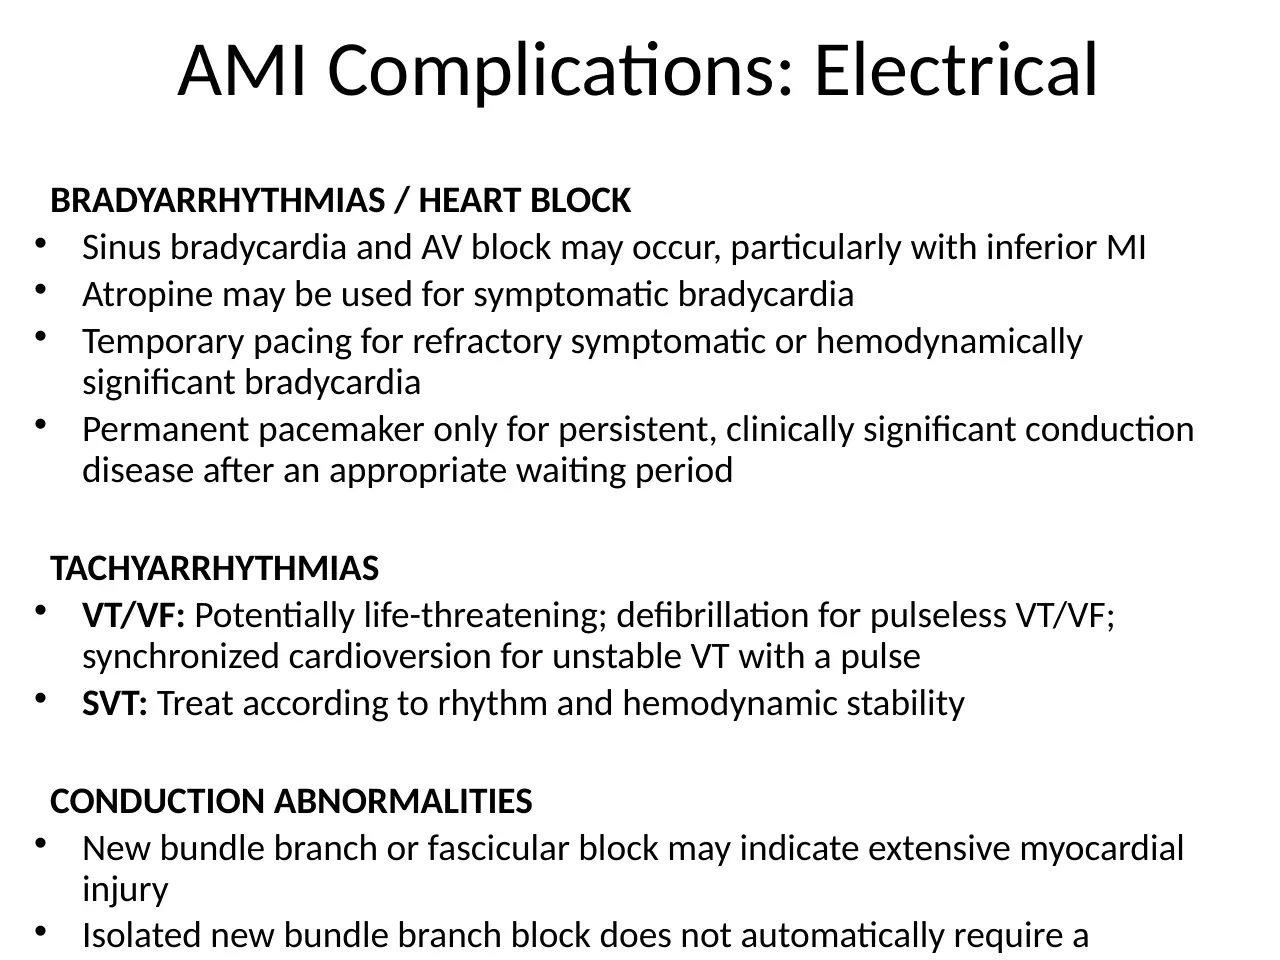 AMI Complications: Electrical
BRADYARRHYTHMIAS / HEART BLOCK
• Sinus bradycardia and AV block may occur, particularly with inferior MI
• Atropine may be used for symptomatic bradycardia
• Temporary pacing for refractory symptomatic or hemodynamically
significant bradycardia
• Permanent pacemaker only for persistent, clinically significant conduction
disease after an appropriate waiting period
TACHYARRHYTHMIAS
• VT/VF: Potentially life-threatening; defibrillation for pulseless VT/VF;
synchronized cardioversion for unstable VT with a pulse
• SVT: Treat according to rhythm and hemodynamic stability
CONDUCTION ABNORMALITIES
• New bundle branch or fascicular block may indicate extensive myocardial
injury
• Isolated new bundle branch block does not automatically require a